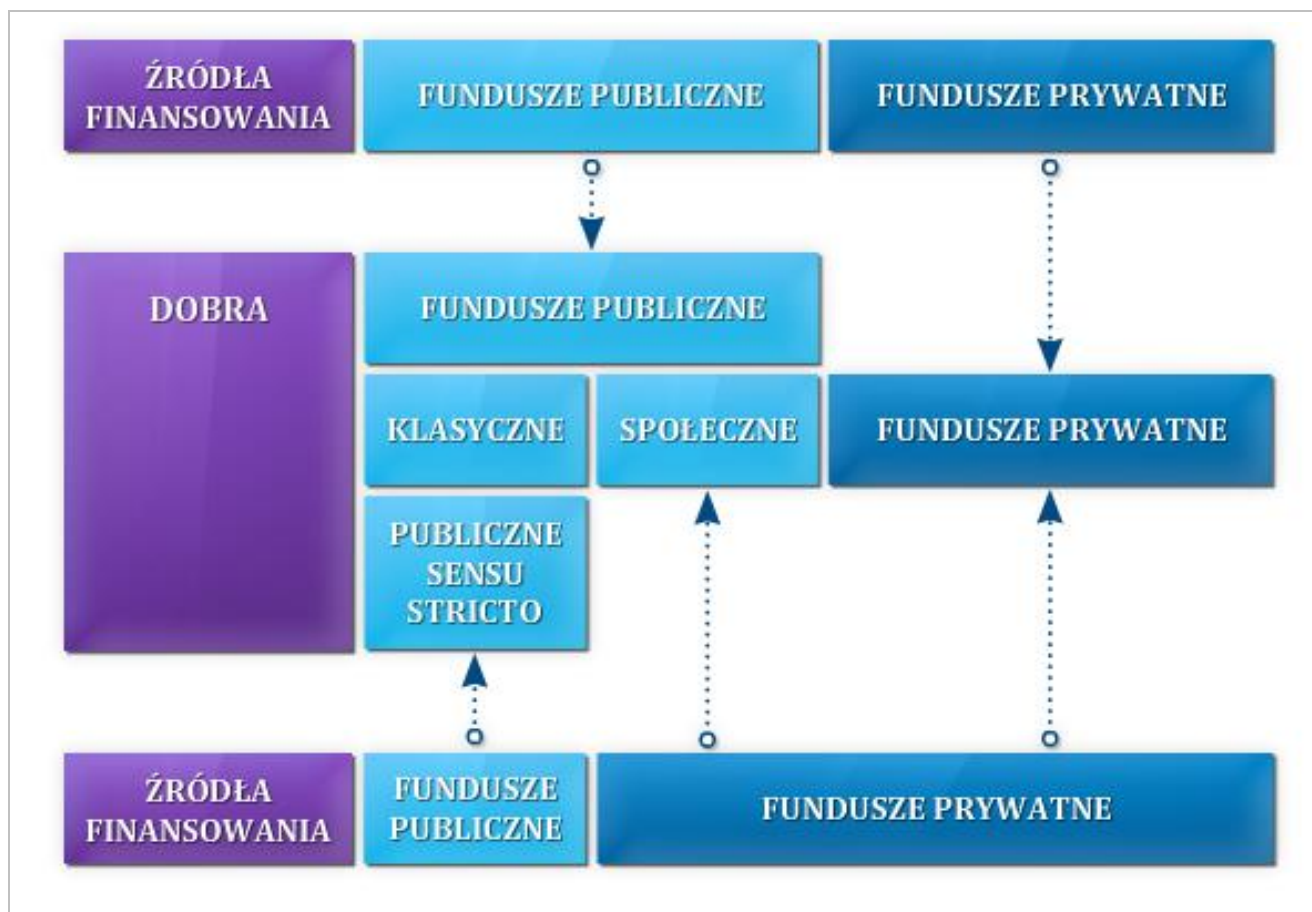 ŹRÓDŁA
FINANSOWANIA
FUNDUSZE PUBLICZNE
FUNDUSZE PRYWATNE
DOBRA
FUNDUSZE PUBLICZNE
KLASYCZNE
SPOŁECZNE
FUNDUSZE PRYWATNE
PUBLICZNE
SENSU
STRICTO
ŹRÓDŁA
FINANSOWANIA
FUNDUSZE
PUBLICZNE
FUNDUSZE PRYWATNE